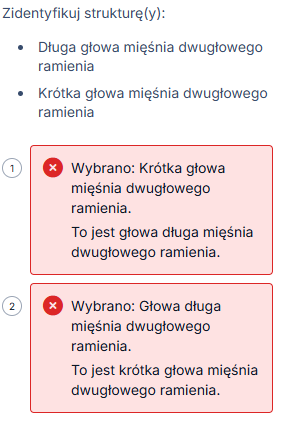 Zidentyfikuj strukturę(y):
• Długa głowa mięśnia dwugłowego
ramienia
• Krótka głowa mięśnia dwugłowego
ramienia
1
Wybrano: Krótka głowa
mięśnia dwugłowego
ramienia.
To jest głowa długa mięśnia
dwugłowego ramienia.
2
Wybrano: Głowa długa
mięśnia dwugłowego
ramienia.
To jest krótka głowa mięśnia
dwugłowego ramienia.